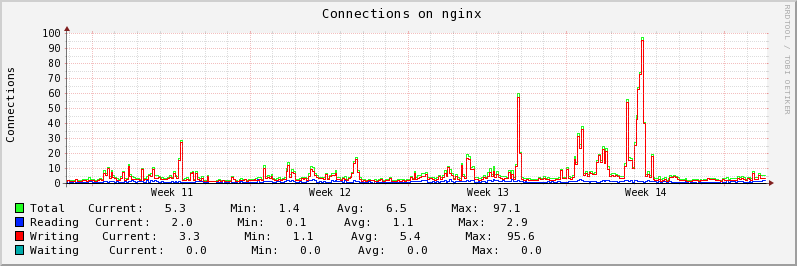 Connections on nginx
RRDTOOL / TOBI OETIKER
Connections
100
90
80
70
60
50
40
30
20
10
0
Week 11 Week 12 Week 13 Week 14
Total Current: 5.3 Min: 1.4 Avg: 6.5 Max: 97.1
Reading Current: 2.0 Min: 0.1 Avg: 1.1 Max: 2.9
Writing Current: 3.3 Min: 1.1 Avg: 5.4 Max: 95.6
Waiting Current: 0.0 Min: 0.0 Avg: 0.0 Max: 0.0